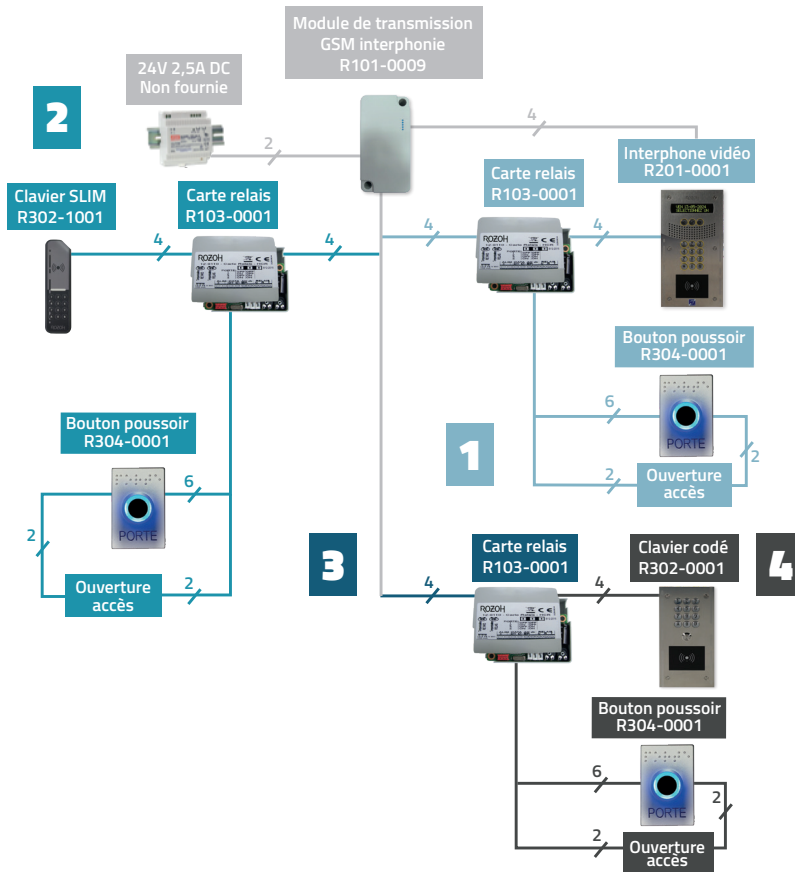 Module de transmission
GSM interphonie
R101-0009
24V 2,5A DC
Non fournie
2
2
4
Interphone vidéo
R201-0001
Carte relais
R103-0001
Clavier SLIM
R302-1001
Carte relais
R103-0001
4
4
4
4
ROZOH
ROZOH
Bouton poussoir
R304-0001
6
PORTE
2
2
Ouverture
accès
1
Bouton poussoir
R304-0001
6
PORTE
2
2
Ouverture
accès
3
Carte relais
R103-0001
Clavier codé
R302-0001
4
4
4
ROZOH
Bouton poussoir
R304-0001
6
PORTE
2
2
Ouverture
accès